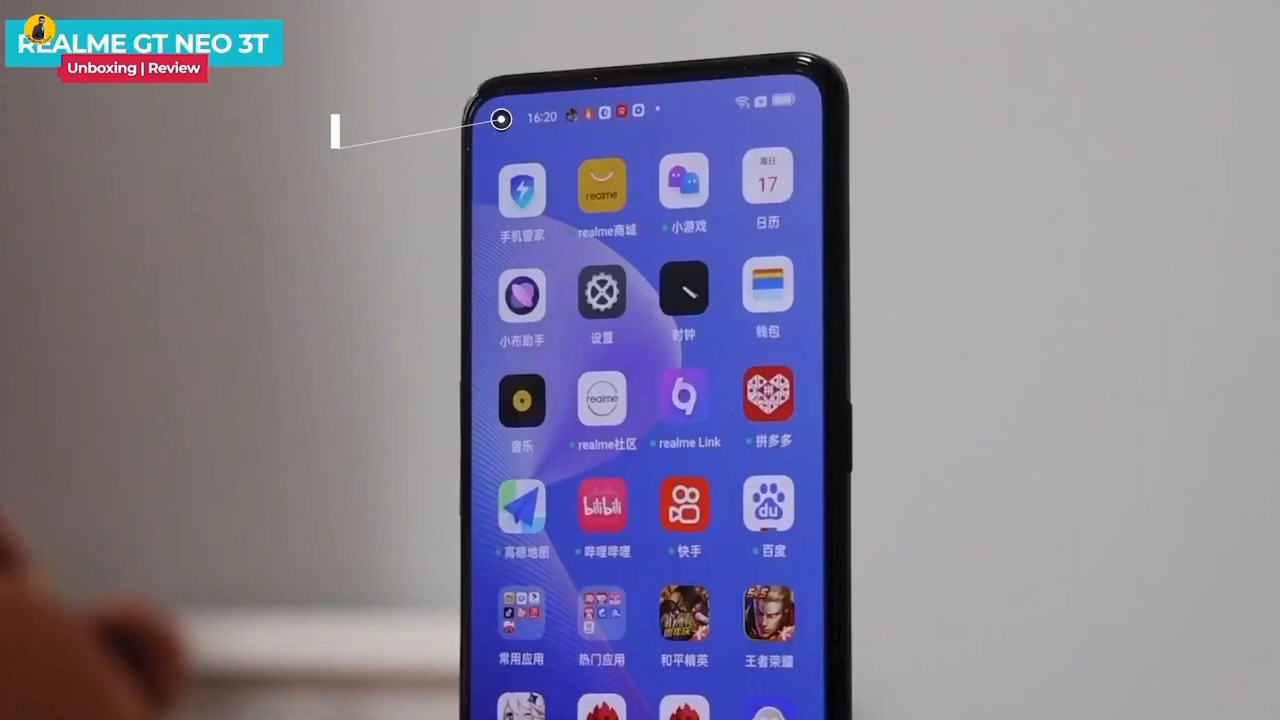 REALME GT NEO 3T
Unboxing | Review
16:20
周日
17
realme
手机管家
realme商城
小游戏
日历
小布助手
设置
时钟
钱包
realme
拼
音乐
realme社区
realme Link
拼多多
bilibili
du
高德地图
哔哩哔哩
快手
百度
5v5
常用应用
热门应用
和平精英
王者荣耀